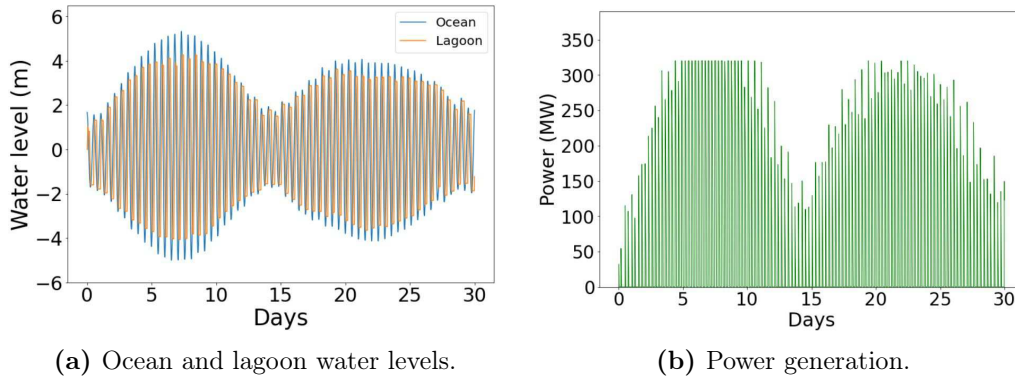 6
4
2
0
−2
−4
−6
Water level (m)
0 5 10 15 20 25 30
Days
Ocean
Lagoon
(a) Ocean and lagoon water levels.
350
300
250
200
150
100
50
0
Power (MW)
0 5 10 15 20 25 30
Days
(b) Power generation.